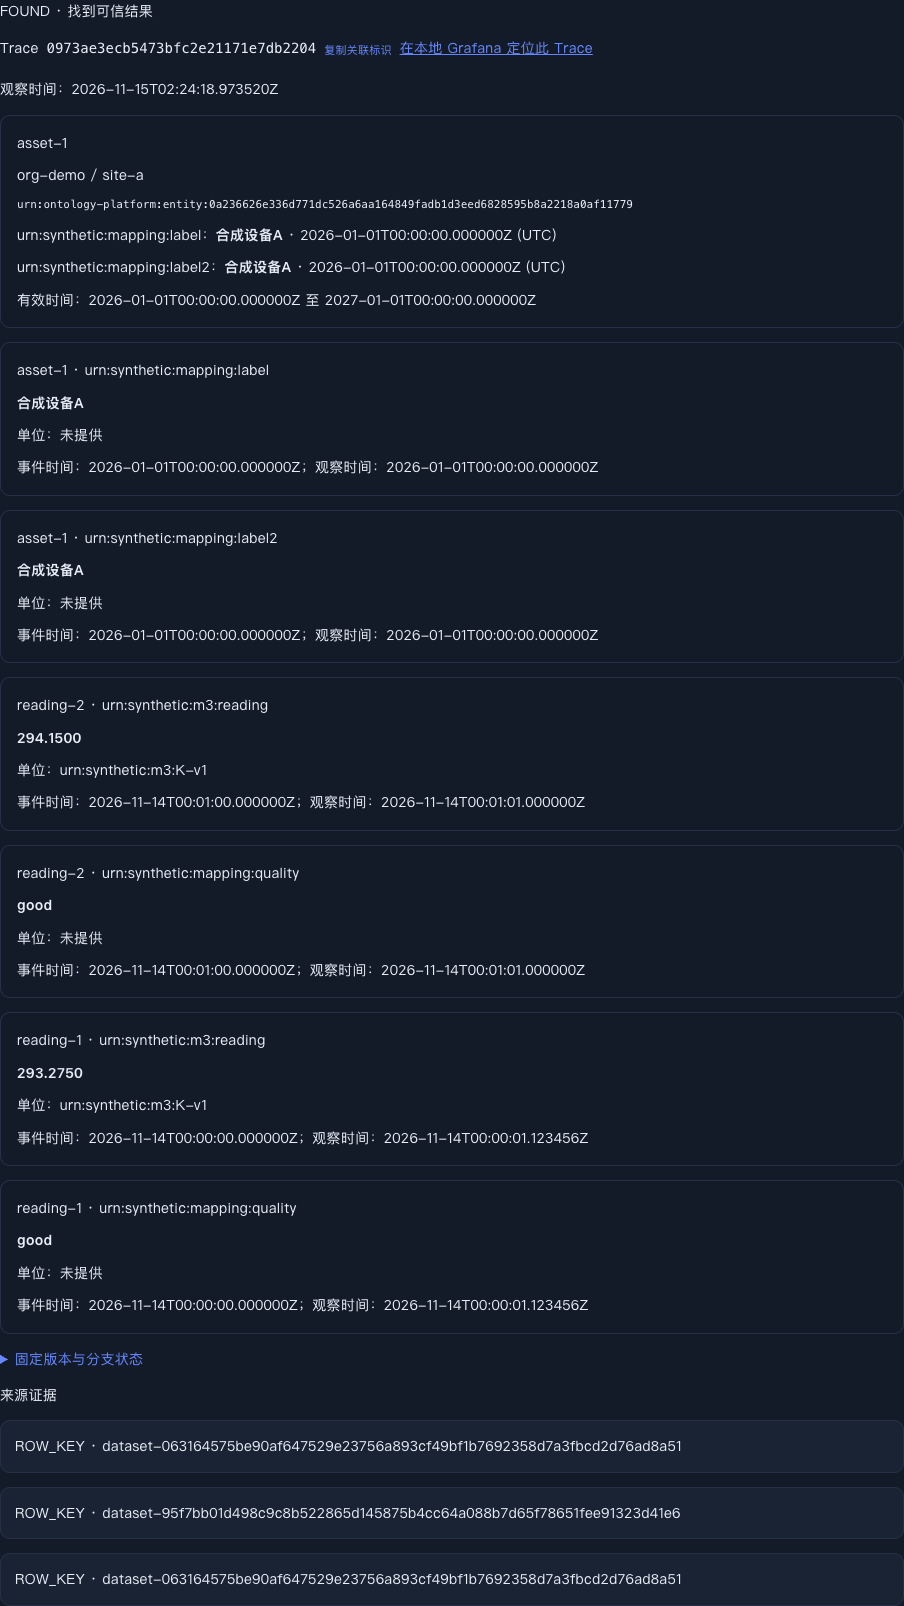 FOUND · 找到可信结果
Trace 0973ae3ecb5473bfc2e21171e7db2204 复制关联标识 在本地 Grafana 定位此 Trace
观察时间：2026-11-15T02:24:18.973520Z
asset-1
org-demo / site-a
urn:ontology-platform:entity:0a236626e336d771dc526a6aa164849fadb1d3eed6828595b8a2218a0af11779
urn:synthetic:mapping:label：合成设备A · 2026-01-01T00:00:00.000000Z (UTC)
urn:synthetic:mapping:label2：合成设备A · 2026-01-01T00:00:00.000000Z (UTC)
有效时间：2026-01-01T00:00:00.000000Z 至 2027-01-01T00:00:00.000000Z
asset-1 · urn:synthetic:mapping:label
合成设备A
单位：未提供
事件时间：2026-01-01T00:00:00.000000Z；观察时间：2026-01-01T00:00:00.000000Z
asset-1 · urn:synthetic:mapping:label2
合成设备A
单位：未提供
事件时间：2026-01-01T00:00:00.000000Z；观察时间：2026-01-01T00:00:00.000000Z
reading-2 · urn:synthetic:m3:reading
294.1500
单位：urn:synthetic:m3:K-v1
事件时间：2026-11-14T00:01:00.000000Z；观察时间：2026-11-14T00:01:01.000000Z
reading-2 · urn:synthetic:mapping:quality
good
单位：未提供
事件时间：2026-11-14T00:01:00.000000Z；观察时间：2026-11-14T00:01:01.000000Z
reading-1 · urn:synthetic:m3:reading
293.2750
单位：urn:synthetic:m3:K-v1
事件时间：2026-11-14T00:00:00.000000Z；观察时间：2026-11-14T00:00:01.123456Z
reading-1 · urn:synthetic:mapping:quality
good
单位：未提供
事件时间：2026-11-14T00:00:00.000000Z；观察时间：2026-11-14T00:00:01.123456Z
▶ 固定版本与分支状态
来源证据
ROW_KEY · dataset-063164575be90af647529e23756a893cf49bf1b7692358d7a3fbcd2d76ad8a51
ROW_KEY · dataset-95f7bb01d498c9c8b522865d145875b4cc64a088b7d65f78651fee91323d41e6
ROW_KEY · dataset-063164575be90af647529e23756a893cf49bf1b7692358d7a3fbcd2d76ad8a51